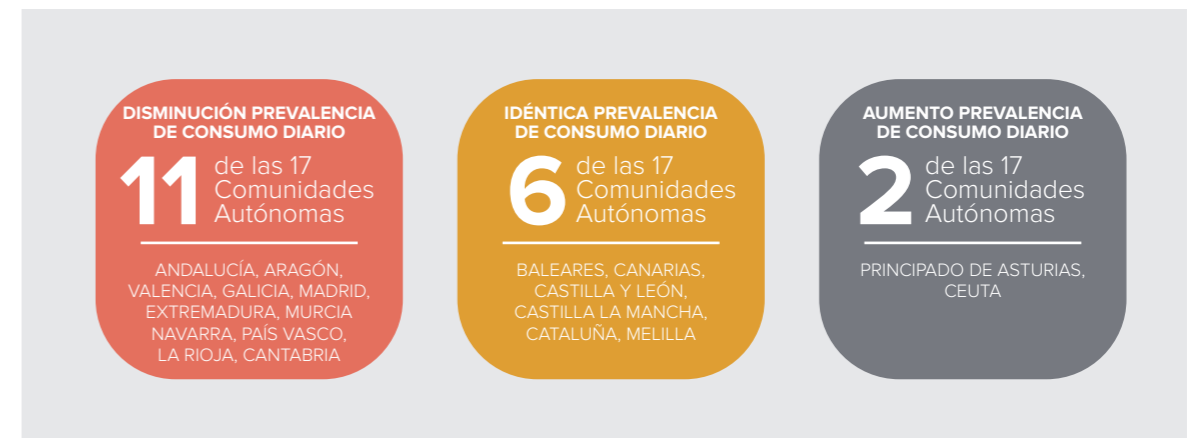 DISMINUCIÓN PREVALENCIA
DE CONSUMO DIARIO
11 de las 17
Comunidades
Autónomas
ANDALUCÍA, ARAGÓN,
VALENCIA, GALICIA, MADRID,
EXTREMADURA, MURCIA
NAVARRA, PAÍS VASCO,
LA RIOJA, CANTABRIA
IDÉNTICA PREVALENCIA
DE CONSUMO DIARIO
6 de las 17
Comunidades
Autónomas
BALEARES, CANARIAS,
CASTILLA Y LEÓN,
CASTILLA LA MANCHA,
CATALUÑA, MELILLA
AUMENTO PREVALENCIA
DE CONSUMO DIARIO
2 de las 17
Comunidades
Autónomas
PRINCIPADO DE ASTURIAS,
CEUTA